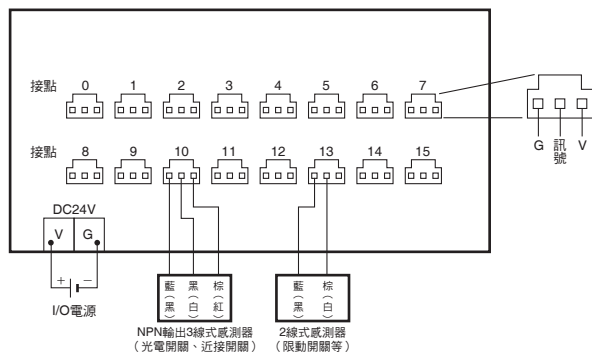 接點 0 1 2 3 4 5 6 7
G 訊號 V
接點 8 9 10 11 12 13 14 15
DC24V
V G
+ −
I/O電源
藍(黑) 黑(白) 棕(紅)
NPN輸出3線式感測器
(光電開關、近接開關)
藍(黑) 棕(白)
2線式感測器
(限動開關等)